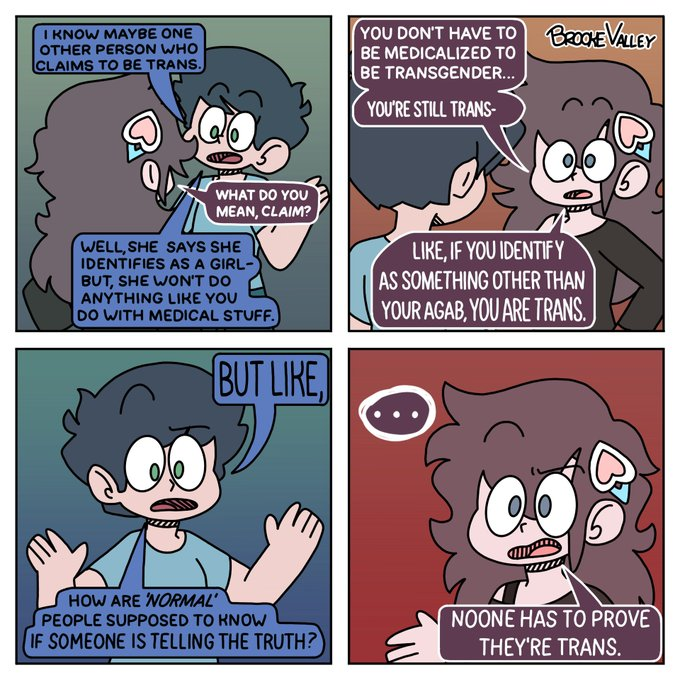 I KNOW MAYBE ONE
OTHER PERSON WHO
CLAIMS TO BE TRANS.
WHAT DO YOU
MEAN, CLAIM?
WELL, SHE SAYS SHE
IDENTIFIES AS A GIRL-
BUT, SHE WON'T DO
ANYTHING LIKE YOU
DO WITH MEDICAL STUFF.
YOU DON'T HAVE TO
BE MEDICALIZED TO
BE TRANSGENDER...
BROOKE VALLEY
YOU'RE STILL TRANS-
LIKE, IF YOU IDENTIFY
AS SOMETHING OTHER THAN
YOUR AGAB, YOU ARE TRANS.
BUT LIKE,
HOW ARE 'NORMAL'
PEOPLE SUPPOSED TO KNOW
IF SOMEONE IS TELLING THE TRUTH?
...
NOONE HAS TO PROVE
THEY'RE TRANS.